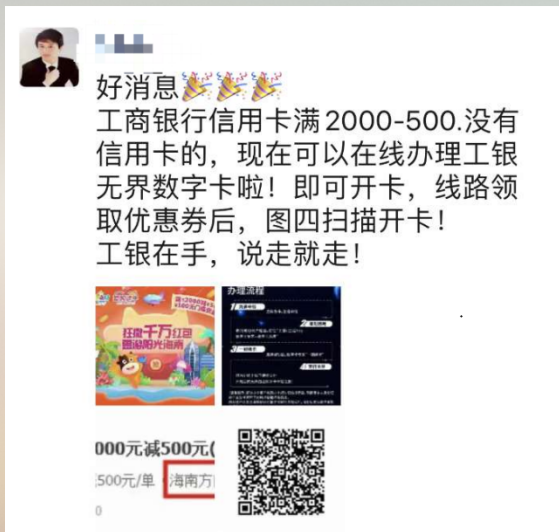 好消息🎉🎉🎉
工商银行信用卡满2000-500.没有
信用卡的，现在可以在线办理工银
无界数字卡啦！即可开卡，线路领
取优惠券后，图四扫描开卡！
工银在手，说走就走！
狂撒千万红包
办理流程
000元减500元(
500元/单
海南方